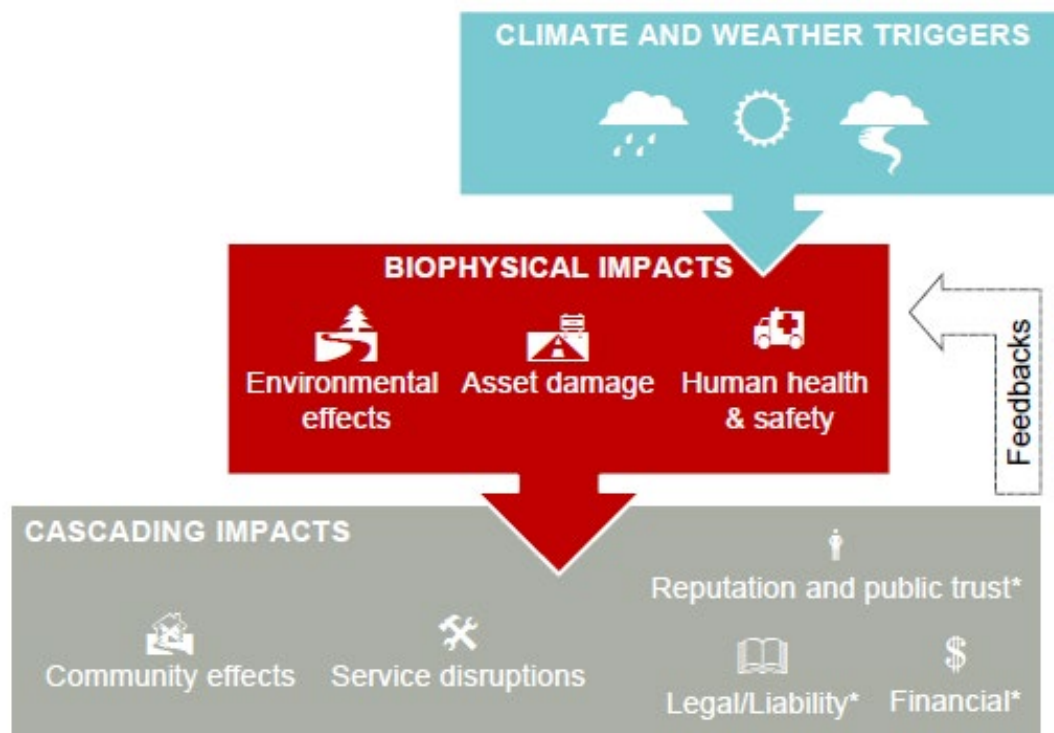 CLIMATE AND WEATHER TRIGGERS
BIOPHYSICAL IMPACTS
Environmental
effects
Asset damage
Human health
& safety
Feedbacks
CASCADING IMPACTS
Reputation and public trust*
Community effects
Service disruptions
$
Legal/Liability*
Financial*